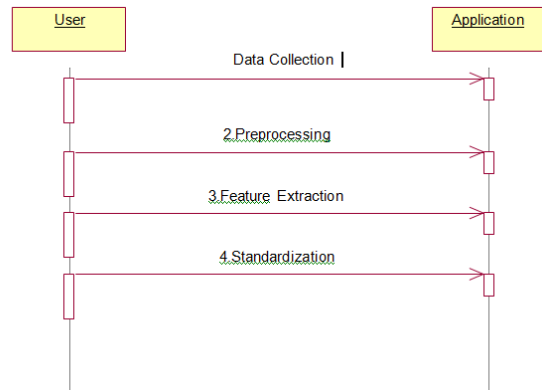 User
Application
Data Collection
2.Preprocessing
3.Feature Extraction
4.Standardization